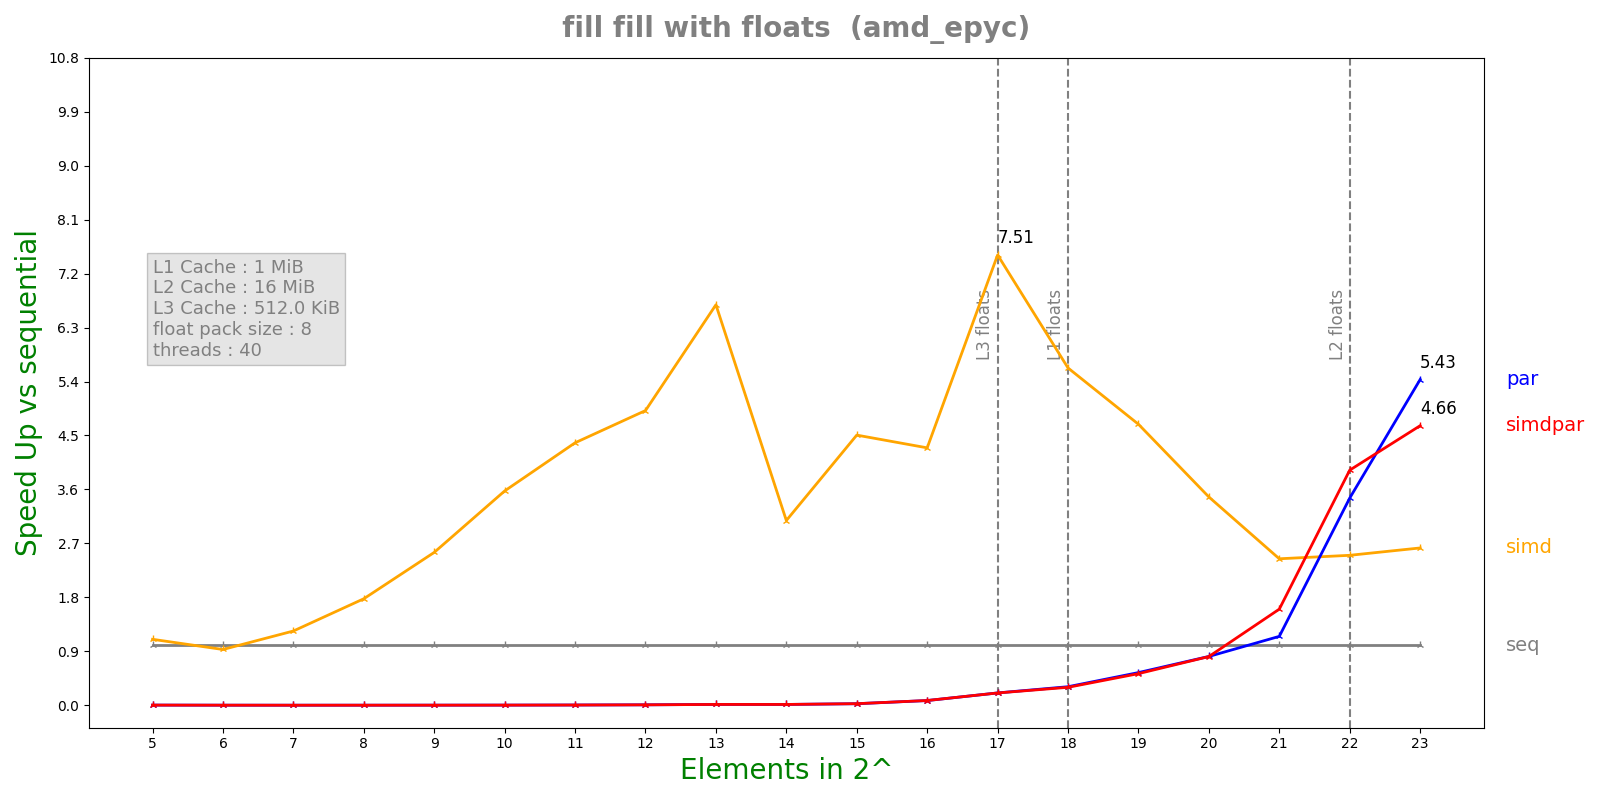 fill fill with floats (amd_epyc)
Speed Up vs sequential
10.8
9.9
9.0
8.1
7.2
6.3
5.4
4.5
3.6
2.7
1.8
0.9
0.0
L1 Cache : 1 MiB
L2 Cache : 16 MiB
L3 Cache : 512.0 KiB
float pack size : 8
threads : 40
7.51
L3 floats
L1 floats
L2 floats
5.43
4.66
par
simdpar
simd
seq
5 6 7 8 9 10 11 12 13 14 15 16 17 18 19 20 21 22 23
Elements in 2^